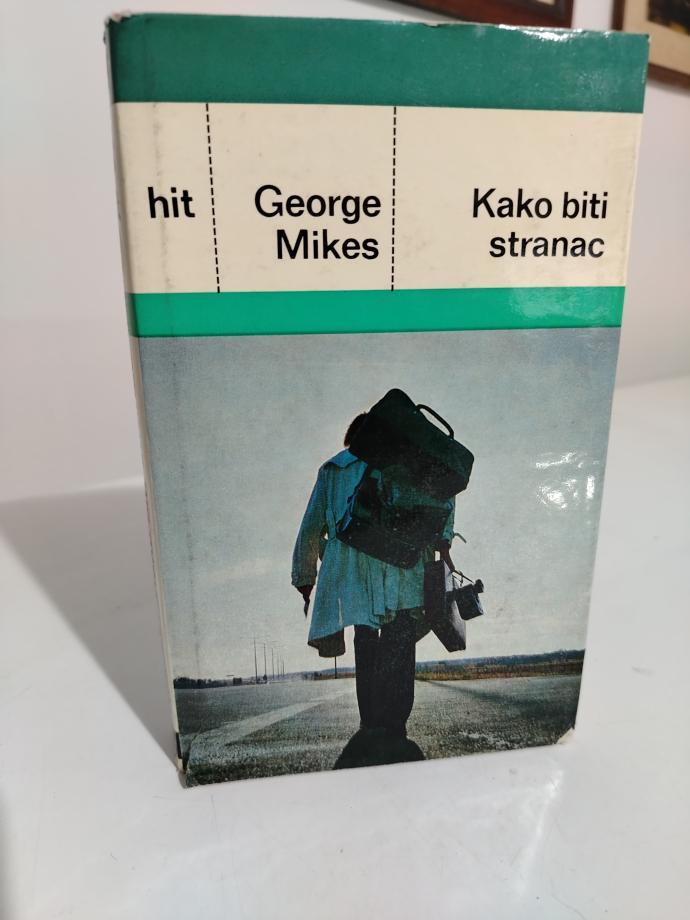 hit
George
Mikes
Kako biti
stranac